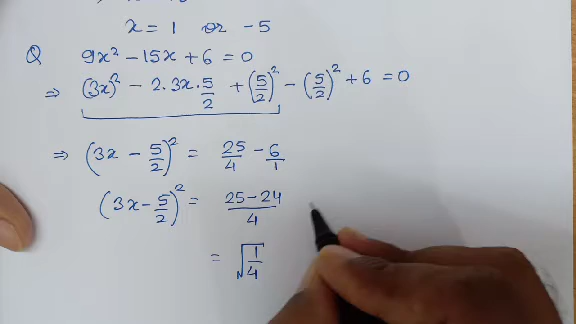 x = 1 or -5
Q 9x² - 15x + 6 = 0
⇒ (3x)² - 2.3x.5/2 + (5/2)² - (5/2)² + 6 = 0
⇒ (3x - 5/2)² = 25/4 - 6/1
(3x - 5/2)² = 25-24/4
= √1/4